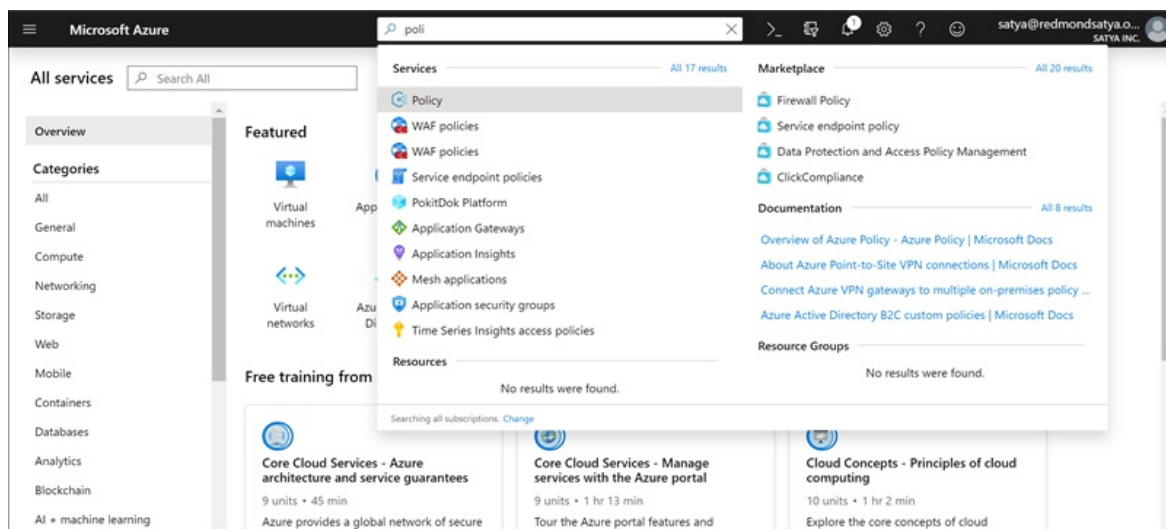 Microsoft Azure
poli
satya@redmondsatya.o...
SATYA INC.
1
All services
Search All
Overview
Categories
All
General
Compute
Networking
Storage
Web
Mobile
Containers
Databases
Analytics
Blockchain
AI + machine learning
Featured
Virtual
machines
App
Virtual
networks
Azu
Di
Free training from
Services
All 17 results
Policy
WAF policies
WAF policies
Service endpoint policies
PokitDok Platform
Application Gateways
Application Insights
Mesh applications
Application security groups
Time Series Insights access policies
Resources
No results were found.
Searching all subscriptions. Change
Marketplace
All 20 results
Firewall Policy
Service endpoint policy
Data Protection and Access Policy Management
ClickCompliance
Documentation
All 8 results
Overview of Azure Policy - Azure Policy | Microsoft Docs
About Azure Point-to-Site VPN connections | Microsoft Docs
Connect Azure VPN gateways to multiple on-premises policy ...
Azure Active Directory B2C custom policies | Microsoft Docs
Resource Groups
No results were found.
Core Cloud Services - Azure
architecture and service guarantees
9 units • 45 min
Azure provides a global network of secure
Core Cloud Services - Manage
services with the Azure portal
9 units • 1 hr 13 min
Tour the Azure portal features and
Cloud Concepts - Principles of cloud
computing
10 units • 1 hr 2 min
Explore the core concepts of cloud